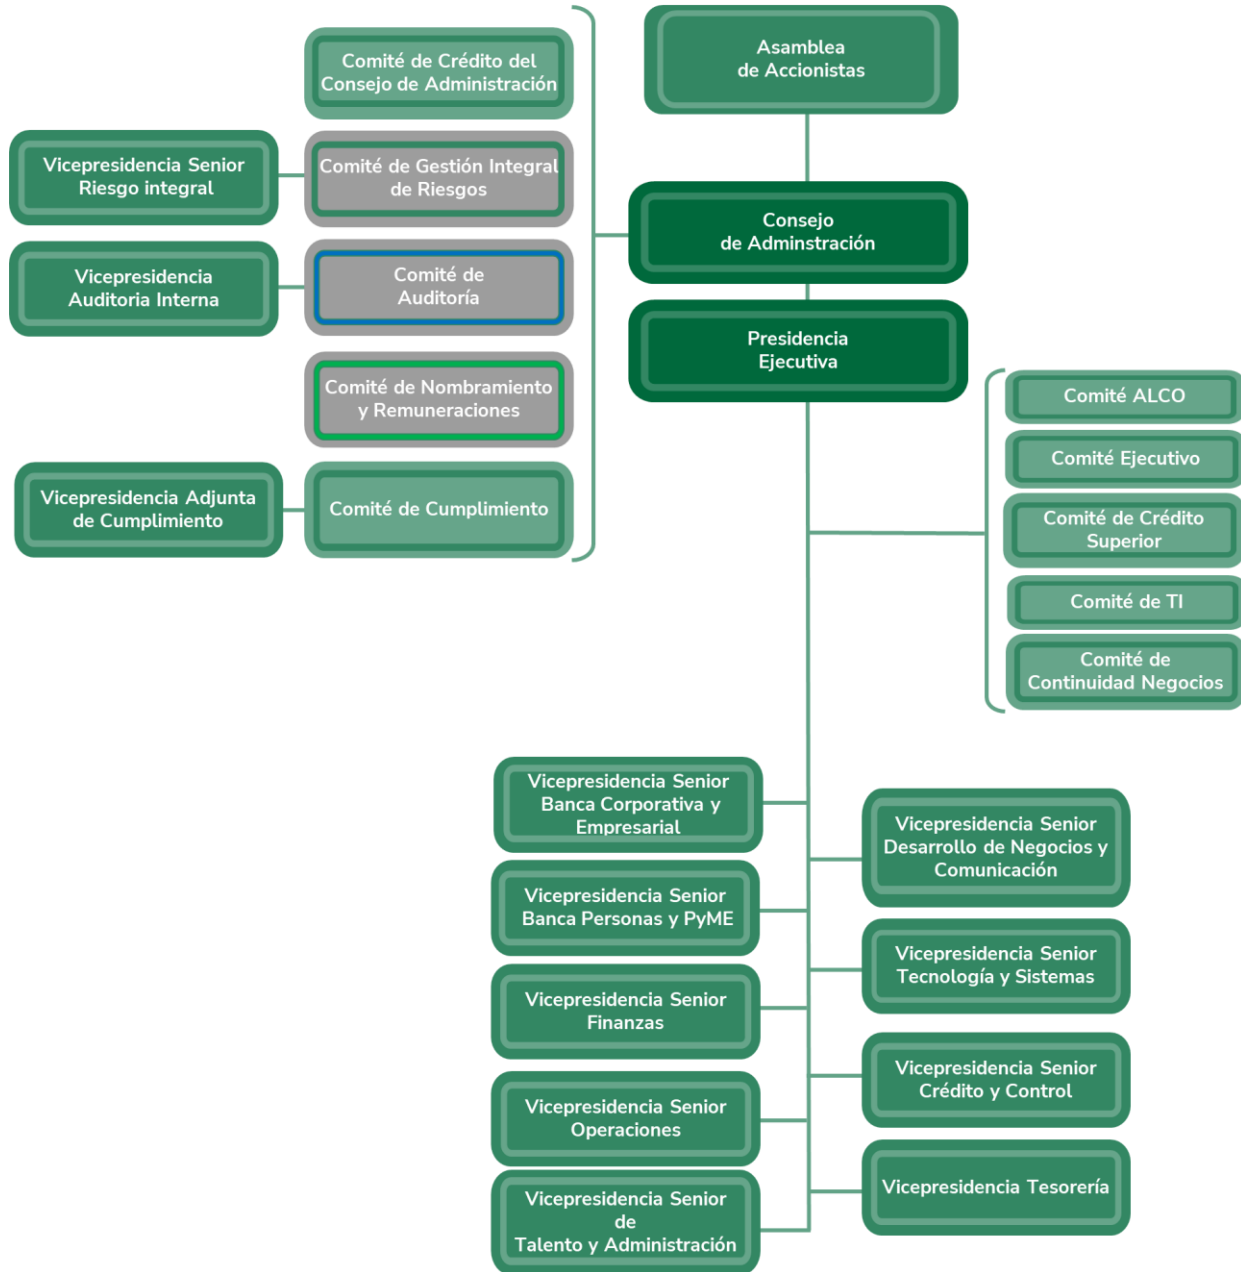 Asamblea
de Accionistas
Comité de Crédito del
Consejo de Administración
Vicepresidencia Senior
Riesgo integral
Comité de Gestión Integral
de Riesgos
Consejo
de Adminstración
Vicepresidencia
Auditoria Interna
Comité de
Auditoría
Presidencia
Ejecutiva
Comité de Nombramiento
y Remuneraciones
Vicepresidencia Adjunta
de Cumplimiento
Comité de Cumplimiento
Comité ALCO
Comité Ejecutivo
Comité de Crédito
Superior
Comité de TI
Comité de
Continuidad Negocios
Vicepresidencia Senior
Banca Corporativa y
Empresarial
Vicepresidencia Senior
Desarrollo de Negocios y
Comunicación
Vicepresidencia Senior
Banca Personas y PyME
Vicepresidencia Senior
Tecnología y Sistemas
Vicepresidencia Senior
Finanzas
Vicepresidencia Senior
Crédito y Control
Vicepresidencia Senior
Operaciones
Vicepresidencia Tesorería
Vicepresidencia Senior
de
Talento y Administración